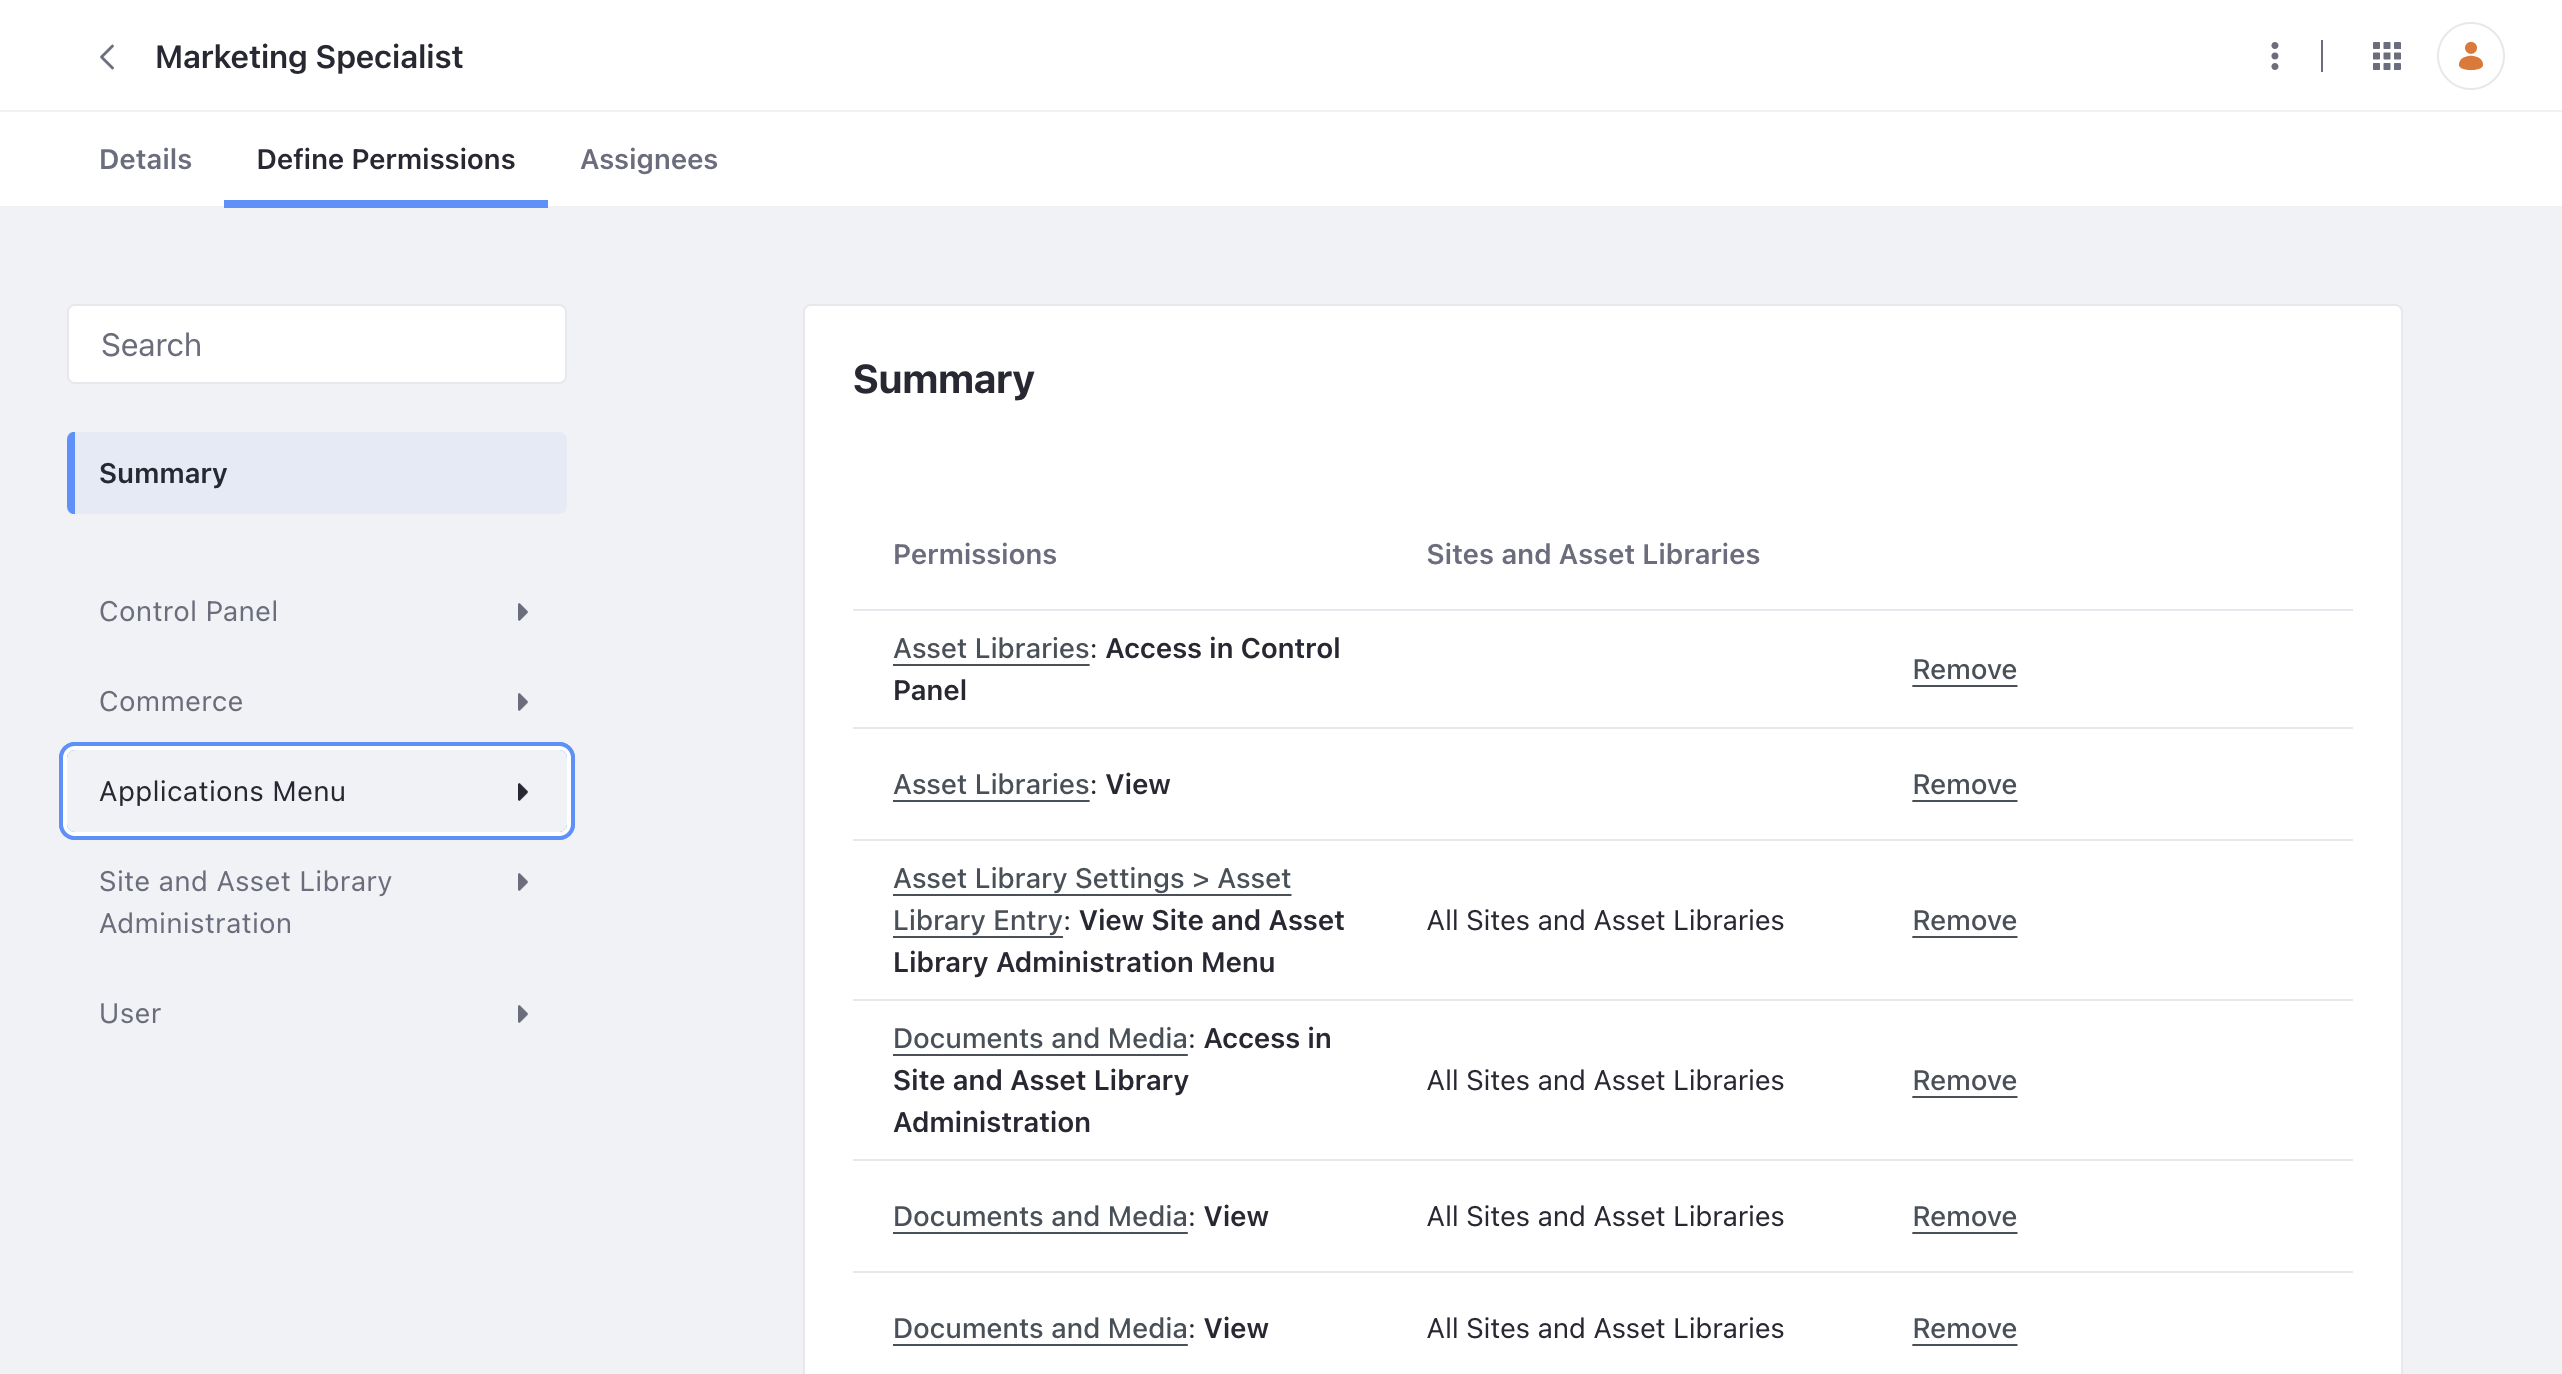 Marketing Specialist
Details
Define Permissions
Assignees
Search
Summary
Control Panel
Commerce
Applications Menu
Site and Asset Library
Administration
User
Summary
Permissions
Sites and Asset Libraries
Asset Libraries: Access in Control
Panel
Remove
Asset Libraries: View
Remove
Asset Library Settings > Asset
Library Entry: View Site and Asset
Library Administration Menu
All Sites and Asset Libraries
Remove
Documents and Media: Access in
Site and Asset Library
Administration
All Sites and Asset Libraries
Remove
Documents and Media: View
All Sites and Asset Libraries
Remove
Documents and Media: View
All Sites and Asset Libraries
Remove